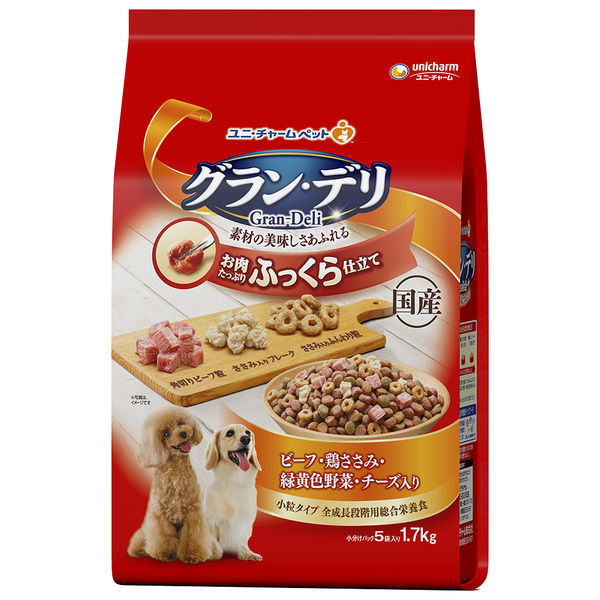 unicharm
ユニ・チャーム
ユニ・チャームペット
グラン・デリ
Gran-Deli
素材の美味しさあふれる
お肉たっぷり ふっくら仕立て
国産
角切りビーフ粒
ささみ入りフレーク
ささみ入りふんわり粒
※写真は、
イメージです
ビーフ・鶏ささみ・
緑黄色野菜・チーズ入り
小粒タイプ 全成長段階用総合栄養食
小分けパック5袋入り 1.7kg